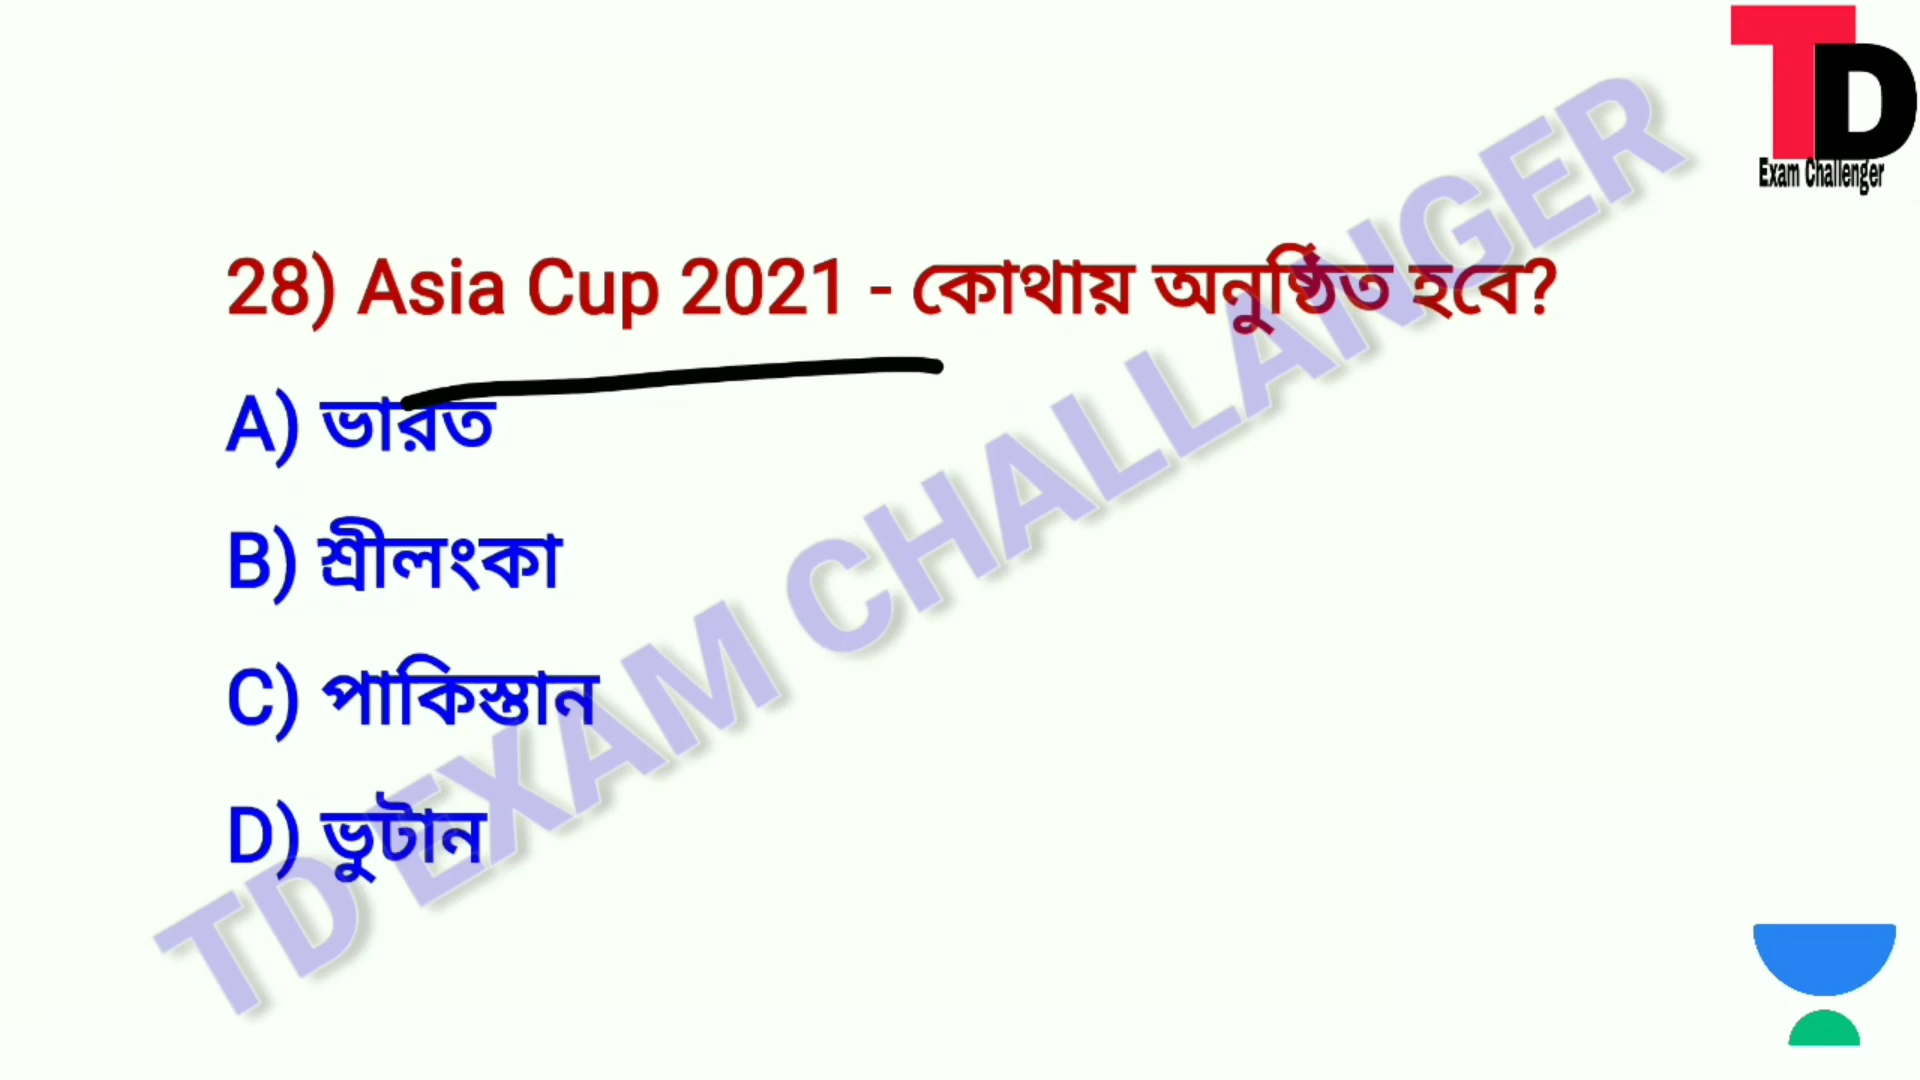 TD
Exam Challenger
28) Asia Cup 2021 - কোথায় অনুষ্ঠিত হবে?
A) ভারত
B) শ্রীলংকা
C) পাকিস্তান
D) ভুটান
TD EXAM CHALLANGER